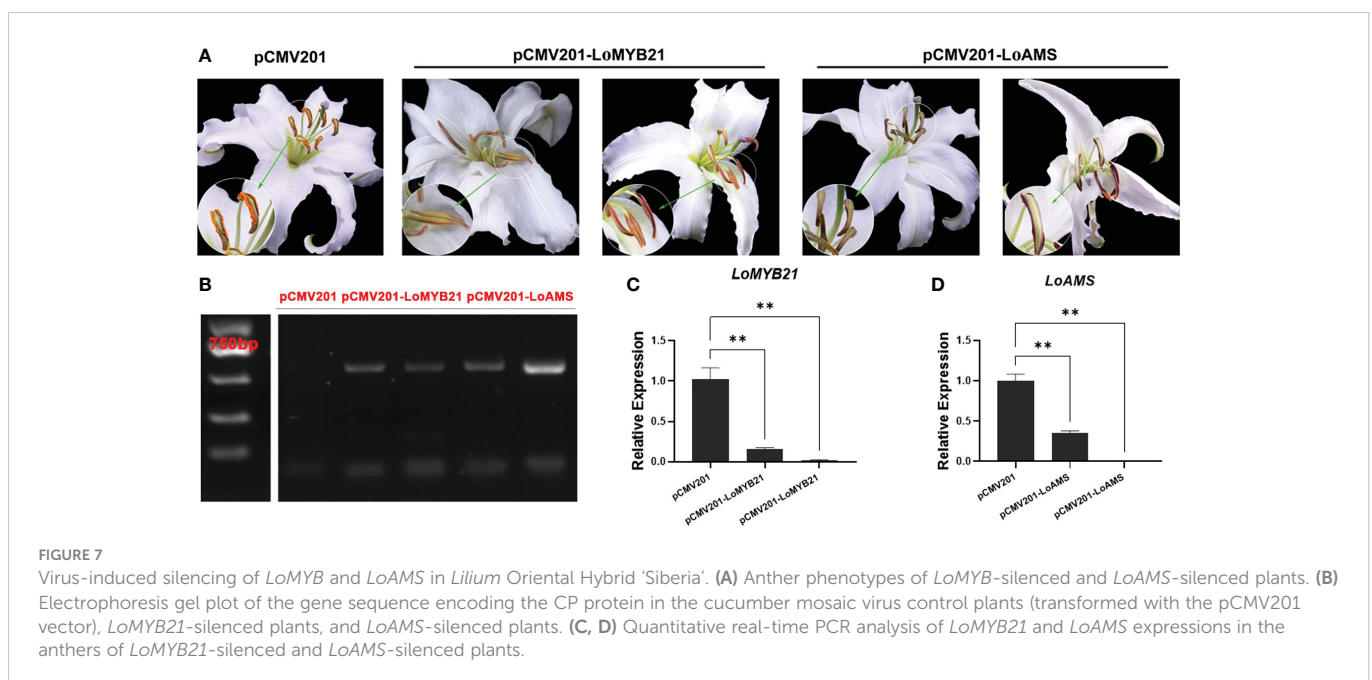 A
pCMV201
pCMV201-LoMYB21
pCMV201-LoAMS
B
pCMV201 pCMV201-LoMYB21 pCMV201-LoAMS
750bp
C
LoMYB21
**
**
Relative Expression
1.5
1.0
0.5
0.0
pCMV201
pCMV201-LoMYB21
pCMV201-LoMYB21
D
LoAMS
**
**
Relative Expression
1.5
1.0
0.5
0.0
pCMV201
pCMV201-LoAMS
pCMV201-LoAMS
FIGURE 7
Virus-induced silencing of LoMYB and LoAMS in Lilium Oriental Hybrid ‘Siberia’. (A) Anther phenotypes of LoMYB-silenced and LoAMS-silenced plants. (B)
Electrophoresis gel plot of the gene sequence encoding the CP protein in the cucumber mosaic virus control plants (transformed with the pCMV201
vector), LoMYB21-silenced plants, and LoAMS-silenced plants. (C, D) Quantitative real-time PCR analysis of LoMYB21 and LoAMS expressions in the
anthers of LoMYB21-silenced and LoAMS-silenced plants.